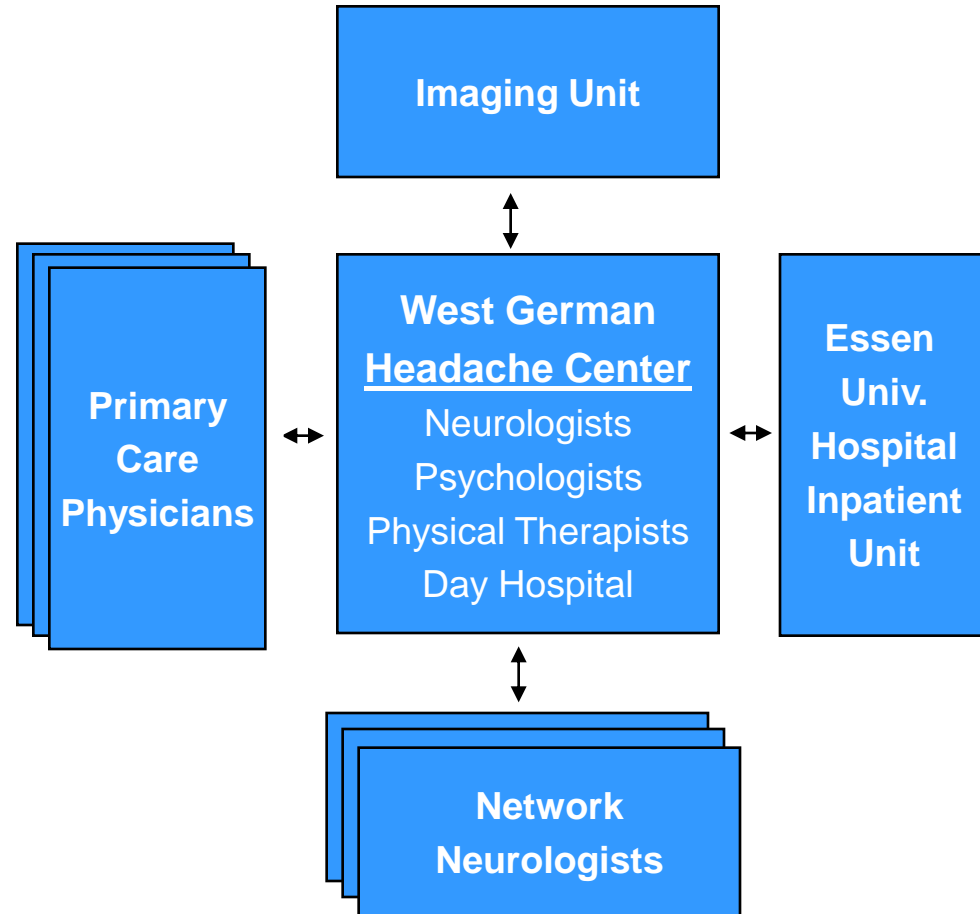 Imaging Unit
West German
Headache Center
Neurologists
Psychologists
Physical Therapists
Day Hospital
Primary
Care
Physicians
Essen
Univ.
Hospital
Inpatient
Unit
Network
Neurologists